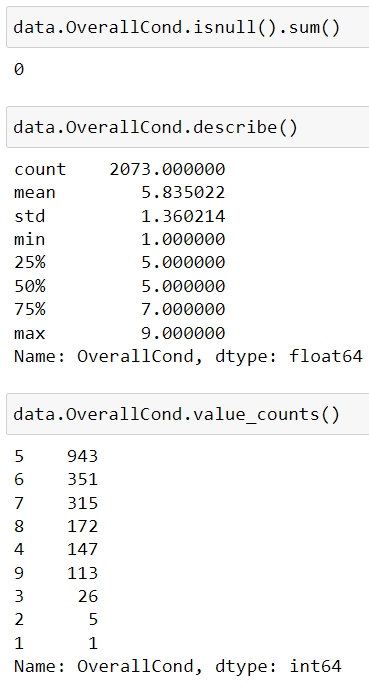 data.OverallCond.isnull().sum()
0
data.OverallCond.describe()
count    2073.000000
mean        5.835022
std         1.360214
min         1.000000
25%         5.000000
50%         5.000000
75%         7.000000
max         9.000000
Name: OverallCond, dtype: float64
data.OverallCond.value_counts()
5    943
6    351
7    315
8    172
4    147
9    113
3     26
2      5
1      1
Name: OverallCond, dtype: int64